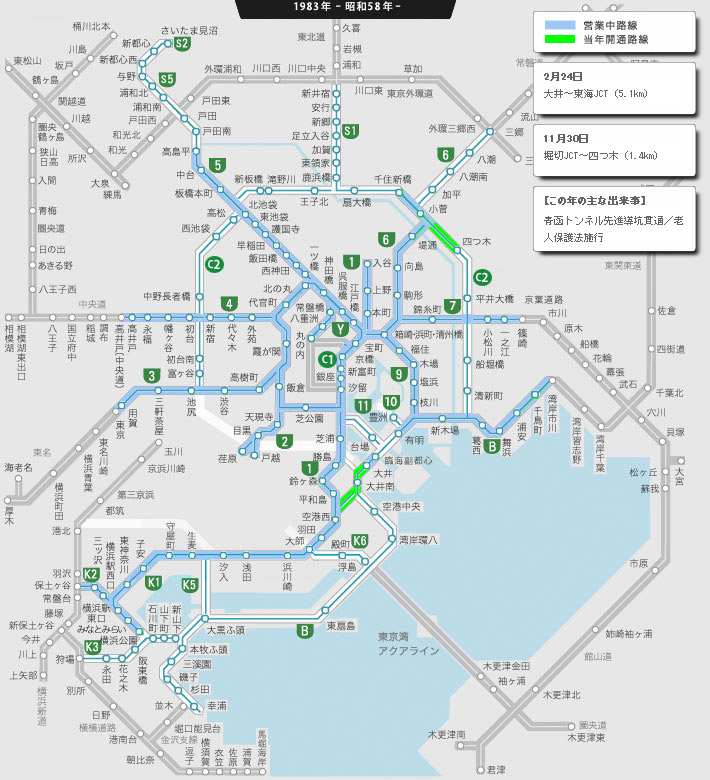 1983年 - 昭和58年-
営業中路線
当年開通路線
2月24日
大井〜東海JCT（5.1km）
11月30日
堀切JCT〜四つ木（1.4km）
【この年の主な出来事】
青函トンネル先進導坑貫通／老
人保護法施行
桶川北本
さいたま見沼
新都心
新都心西
与野
浦和北
浦和南
戸田
戸田南
戸田東
戸田西
和光北
和光
東松山
川島
坂戸
鶴ヶ島
関越道
川越
所沢
大泉
練馬
圏央
鶴ヶ島
狭山
日高
入間
青梅
圏央道
日の出
あきる野
八王子西
中央道
相模湖
相模湖東出口
八王子
国立府中
稲城
調布
高井戸(中央道)
高井戸
永福
幡ヶ谷
初台
新宿
代々木
外苑
初台南
富ヶ谷
外環浦和
川口西
川口中央
東北道
久喜
岩槻
浦和
川口東
草加
東京外環道
外環三郷西
三郷
流山
常磐道
新井宿
安行
新郷
足立入谷
加賀
東領家
鹿浜橋
八潮
八潮南
加平
高島平
中台
板橋本町
新板橋
滝野川
王子北
扇大橋
千住新橋
小菅
堤通
四つ木
高松
西池袋
北池袋
東池袋
護国寺
早稲田
飯田橋
西神田
一ツ橋
神田橋
呉服橋
江戸橋
入谷
上野
本町
向島
駒形
錦糸町
平井大橋
京葉道路
市川
原木
船橋
花輪
幕張
武石
千葉北
穴川
貝塚
大宮
東関東道
佐倉
四街道
中野長者橋
北の丸
代官町
霞が関
常盤橋
八重洲
丸の内
銀座
宝町
京橋
新富町
汐留
箱崎・浜町・清洲橋
福住
木場
塩浜
枝川
小松川
一之江
篠崎
船堀橋
清新町
三軒茶屋
用賀
東京
池尻
渋谷
高樹町
飯倉
天現寺
目黒
荏原
戸越
芝公園
芝浦
豊洲
台場
有明
新木場
葛西
舞浜
浦安
千鳥町
湾岸市川
湾岸習志野
湾岸千葉
臨海副都心
大井
大井南
勝島
鈴ヶ森
平和島
空港西
羽田
大師
空港中央
湾岸環八
松ヶ丘
蘇我
市原
姉崎袖ヶ浦
館山道
木更津金田
袖ヶ浦
木更津北
圏央道
木更津東
木更津南
君津
東京湾
アクアライン
東名
海老名
厚木
横浜町田
横浜青葉
東名川崎
玉川
京浜川崎
第三京浜
都筑
港北
羽沢
保土ヶ谷
常盤台
藤塚
新保土ヶ谷
今井
川上
上矢部
横浜新道
狩場
別所
日野
横横道路
港南台
朝比奈
逗子
横須賀
衣笠
佐原
浦賀
馬堀海岸
金沢支線
堀口能見台
並木
幸浦
杉田
磯子
三渓園
本牧ふ頭
大黒ふ頭
東扇島
浮島
殿町
浜川崎
浅田
汐入
生麦
守屋町
子安
東神奈川
横浜駅西口
三ッ沢
横浜駅
東口
みなとみらい
横浜公園
石川町
山下町
新山下
阪東橋
花之木
永田
S2
S5
S1
5
6
6
C2
C2
1
4
Y
7
C1
3
9
11
10
2
B
1
K6
K2
K1
K5
K3
B